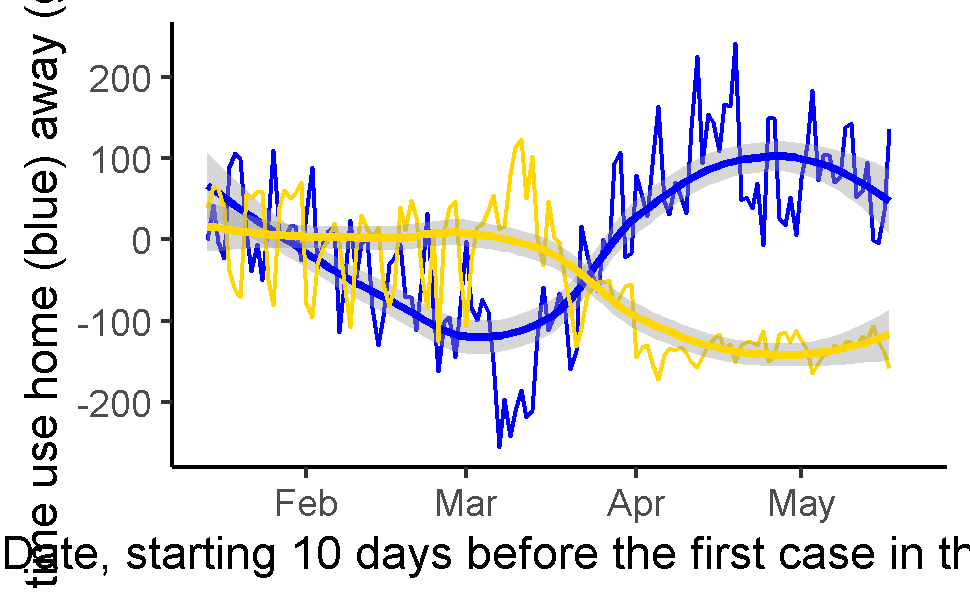 time use home (blue) away (
200
100
0
-100
-200
Feb Mar Apr May
Date, starting 10 days before the first case in th